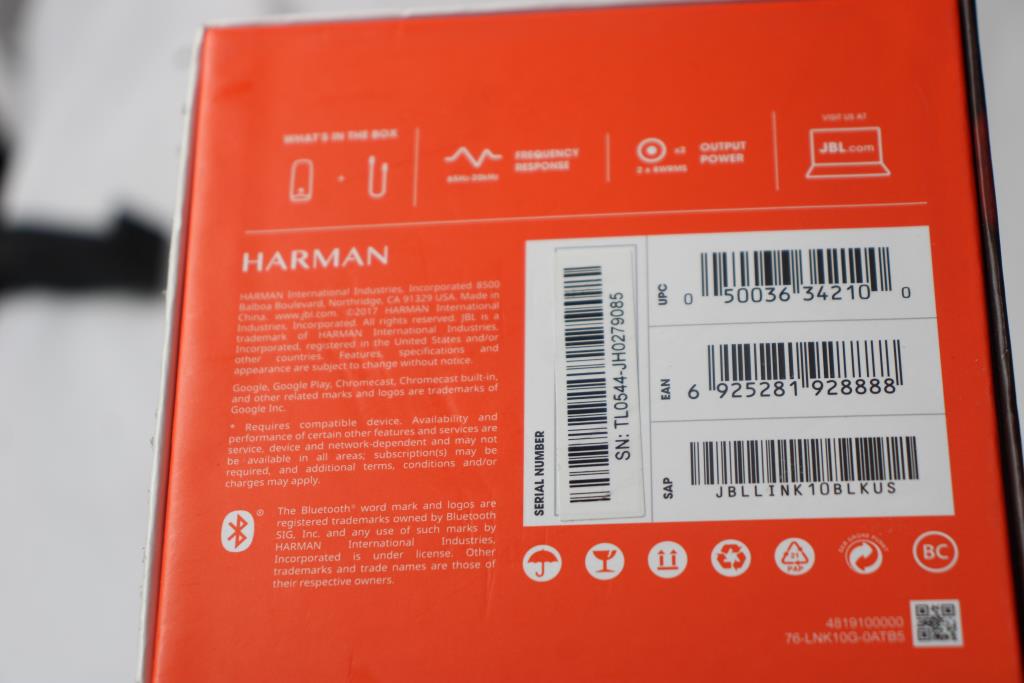 WHAT'S IN THE BOX
+
65Hz-20kHz
FREQUENCY
RESPONSE
x2
2 x 8WRMS
OUTPUT
POWER
VISIT US AT
JBL.com
HARMAN
HARMAN International Industries, Incorporated 8500
Balboa Boulevard, Northridge, CA 91329 USA. Made in
China. www.jbl.com. ©2017 HARMAN International
Industries, Incorporated. All rights reserved. JBL is a
trademark of HARMAN International Industries,
Incorporated, registered in the United States and/or
other countries. Features, specifications and
appearance are subject to change without notice.
Google, Google Play, Chromecast, Chromecast built-in,
and other related marks and logos are trademarks of
Google Inc.
* Requires compatible device. Availability and
performance of certain other features and services are
service, device and network-dependent and may not
be available in all areas; subscription(s) may be
required, and additional terms, conditions and/or
charges may apply.
®
The Bluetooth® word mark and logos are
registered trademarks owned by Bluetooth
SIG, Inc. and any use of such marks by
HARMAN International Industries,
Incorporated is under license. Other
trademarks and trade names are those of
their respective owners.
SERIAL NUMBER
SN: TL0544-JH0279085
UPC
0 50036 34210 0
EAN
6 925281 928888
SAP
JBLLINK10BLKUS
21
PAP
DER GRÜNE PUNKT
BC
4819100000
76-LNK10G-0ATB5